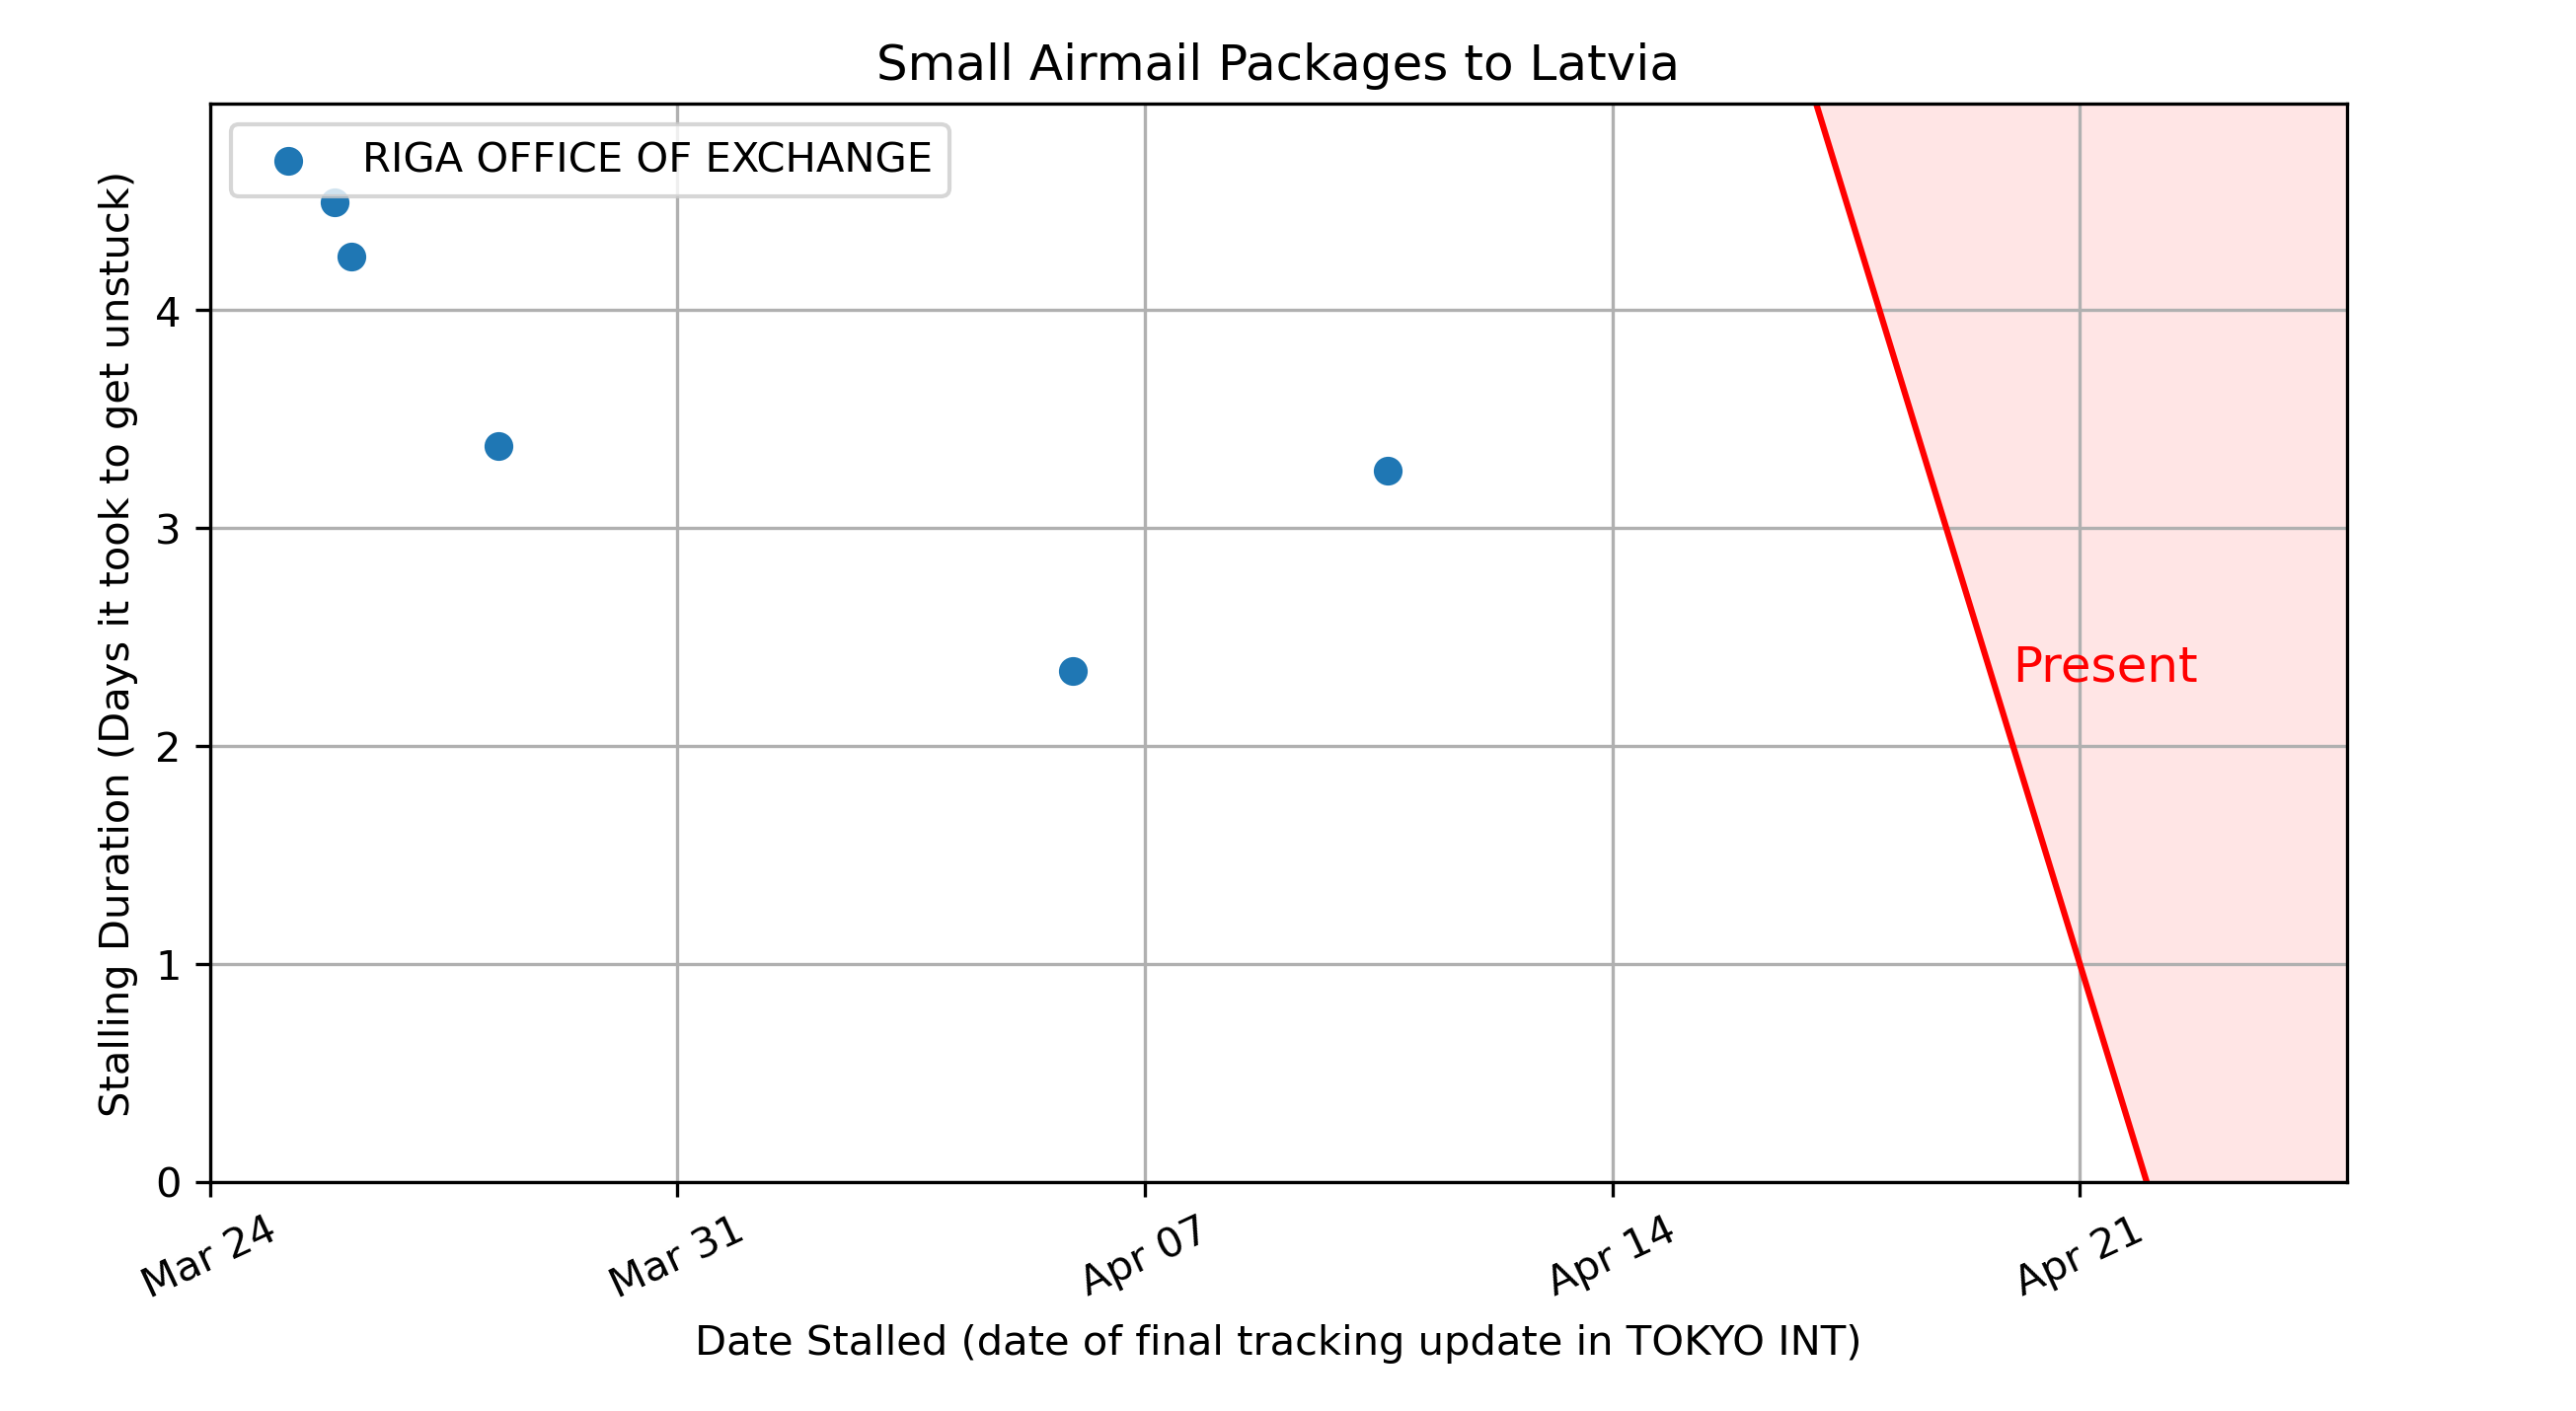 Small Airmail Packages to Latvia
RIGA OFFICE OF EXCHANGE
Stalling Duration (Days it took to get unstuck)
4
3
2
1
0
Present
Mar 24
Mar 31
Apr 07
Apr 14
Apr 21
Date Stalled (date of final tracking update in TOKYO INT)